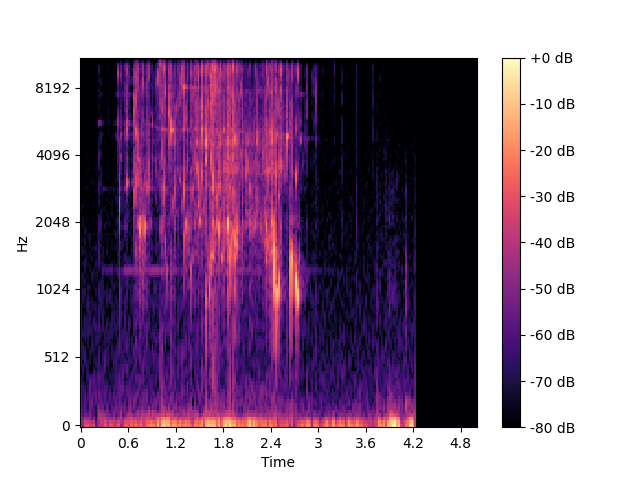 +0 dB
8192
-10 dB
4096
-20 dB
-30 dB
2048
-40 dB
Hz
1024
-50 dB
512
-60 dB
-70 dB
0
-80 dB
0 0.6 1.2 1.8 2.4 3 3.6 4.2 4.8
Time